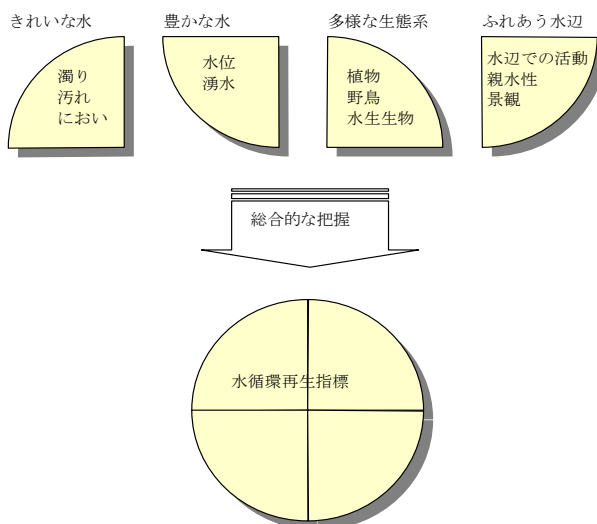 きれいな水
濁り
汚れ
におい
豊かな水
水位
湧水
多様な生態系
植物
野鳥
水生生物
ふれあう水辺
水辺での活動
親水性
景観
総合的な把握
水循環再生指標